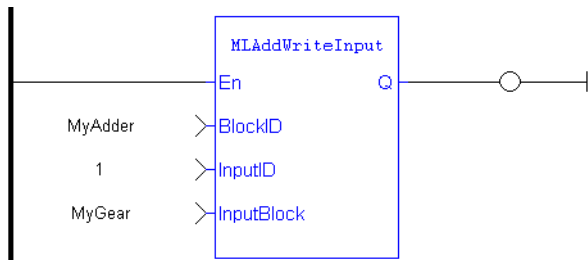 MLAddWriteInput
En Q
MyAdder BlockID
1 InputID
MyGear InputBlock